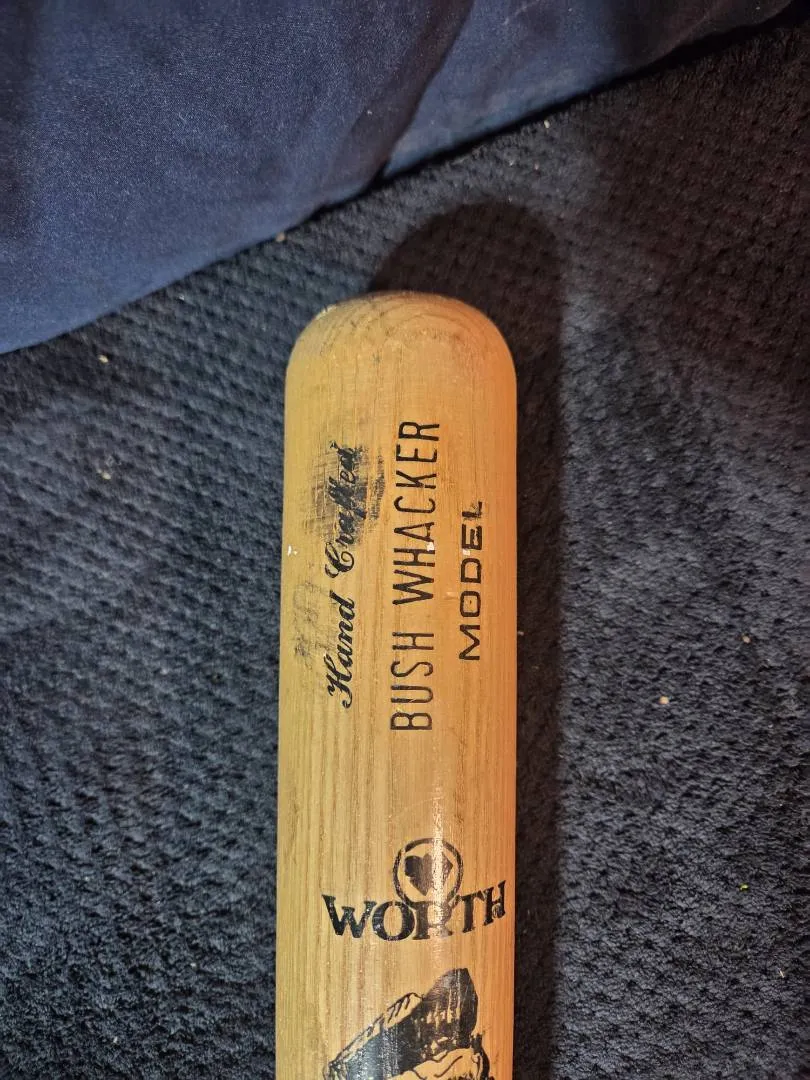 Hand Crafted
BUSH WHACKER
MODEL
WORTH